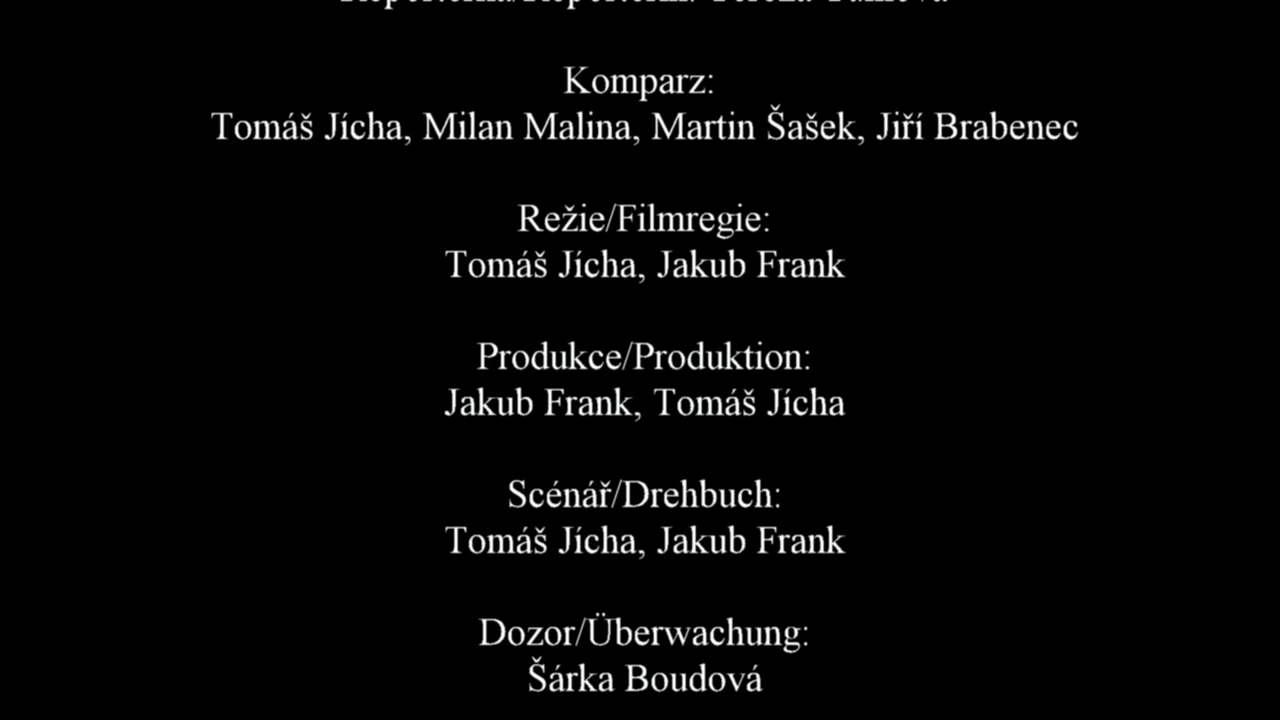 Komparz:
Tomáš Jícha, Milan Malina, Martin Šašek, Jiří Brabenec
Režie/Filmregie:
Tomáš Jícha, Jakub Frank
Produkce/Produktion:
Jakub Frank, Tomáš Jícha
Scénář/Drehbuch:
Tomáš Jícha, Jakub Frank
Dozor/Überwachung:
Šárka Boudová